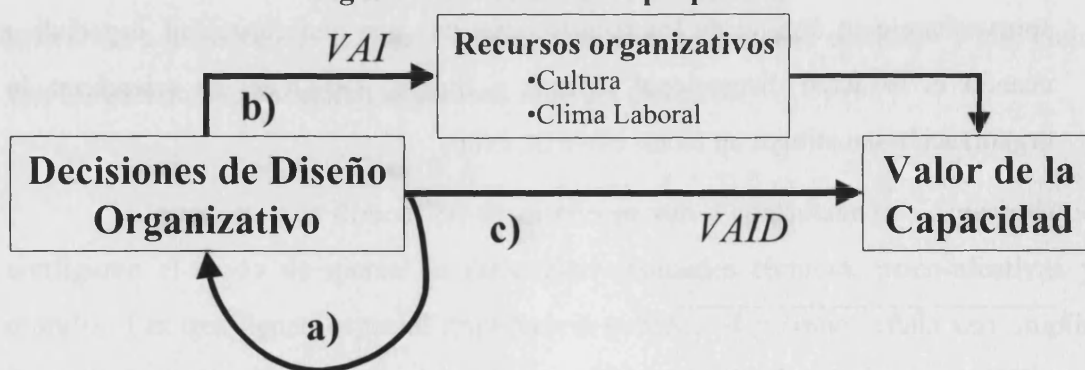 VAI
Recursos organizativos
•Cultura
•Clima Laboral
b)
Decisiones de Diseño
Organizativo
c)
VAID
Valor de la
Capacidad
a)